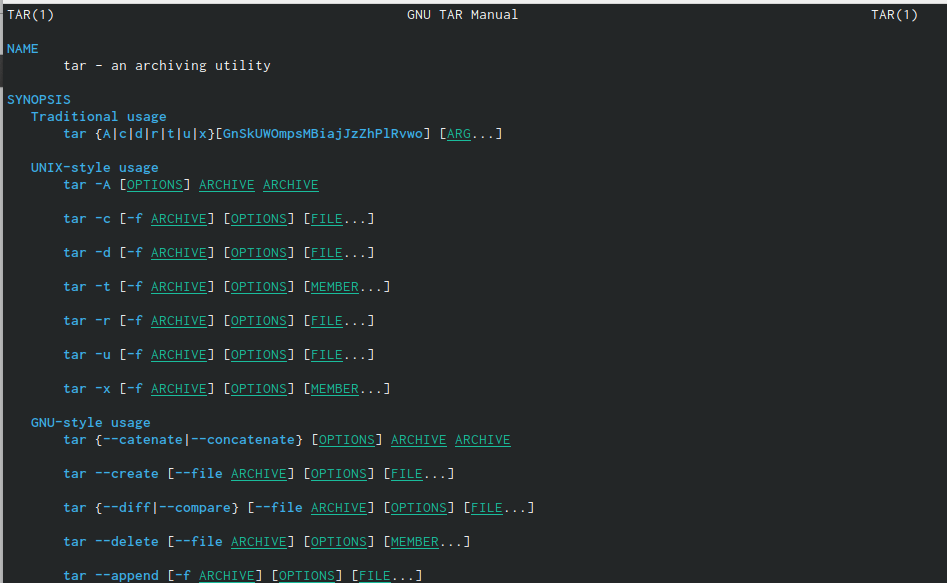 TAR(1) GNU TAR Manual TAR(1)
NAME
tar - an archiving utility
SYNOPSIS
Traditional usage
tar {A|c|d|r|t|u|x}[GnSkUWOmpsMBiajJzZhPlRvwo] [ARG...]
UNIX-style usage
tar -A [OPTIONS] ARCHIVE ARCHIVE
tar -c [-f ARCHIVE] [OPTIONS] [FILE...]
tar -d [-f ARCHIVE] [OPTIONS] [FILE...]
tar -t [-f ARCHIVE] [OPTIONS] [MEMBER...]
tar -r [-f ARCHIVE] [OPTIONS] [FILE...]
tar -u [-f ARCHIVE] [OPTIONS] [FILE...]
tar -x [-f ARCHIVE] [OPTIONS] [MEMBER...]
GNU-style usage
tar {--catenate|--concatenate} [OPTIONS] ARCHIVE ARCHIVE
tar --create [--file ARCHIVE] [OPTIONS] [FILE...]
tar {--diff|--compare} [--file ARCHIVE] [OPTIONS] [FILE...]
tar --delete [--file ARCHIVE] [OPTIONS] [MEMBER...]
tar --append [-f ARCHIVE] [OPTIONS] [FILE...]